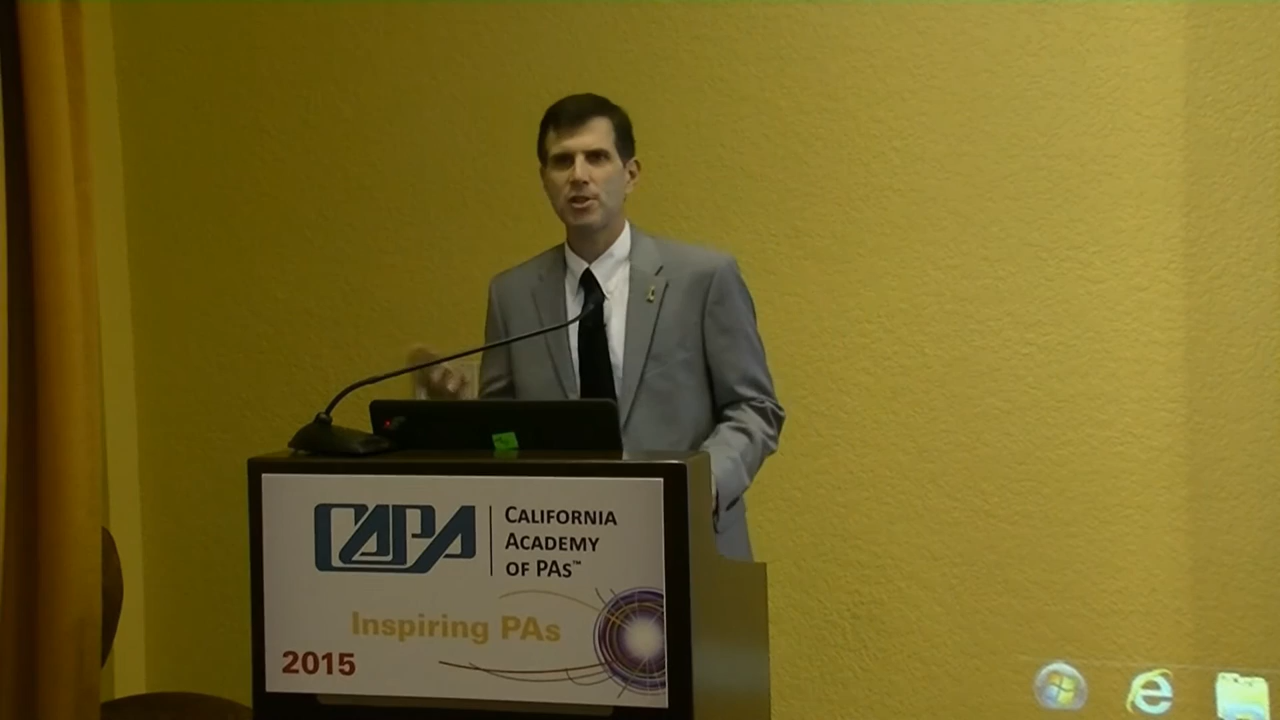 CAPA
CALIFORNIA
ACADEMY
OF PAs™
Inspiring PAs
2015